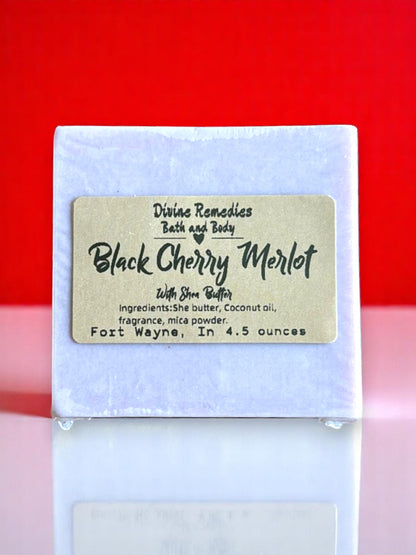 Divine Remedies
Bath and Body
Black Cherry Merlot
With Shea Butter
Ingredients:She butter, Coconut oil,
fragrance, mica powder.
Fort Wayne, In 4.5 ounces